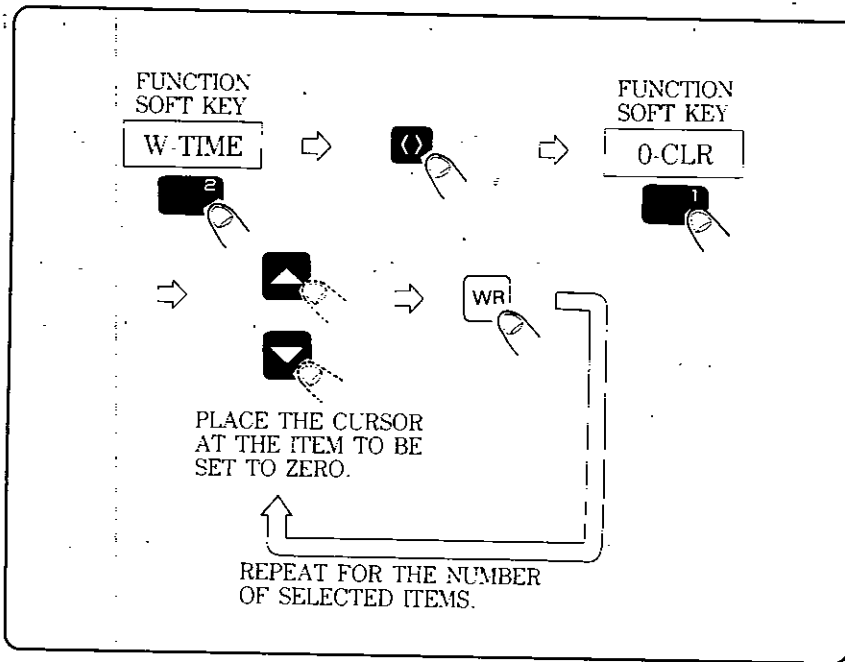 FUNCTION
SOFT KEY
W-TIME
2
FUNCTION
SOFT KEY
0-CLR
1
WR
PLACE THE CURSOR
AT THE ITEM TO BE
SET TO ZERO.
REPEAT FOR THE NUMBER
OF SELECTED ITEMS.